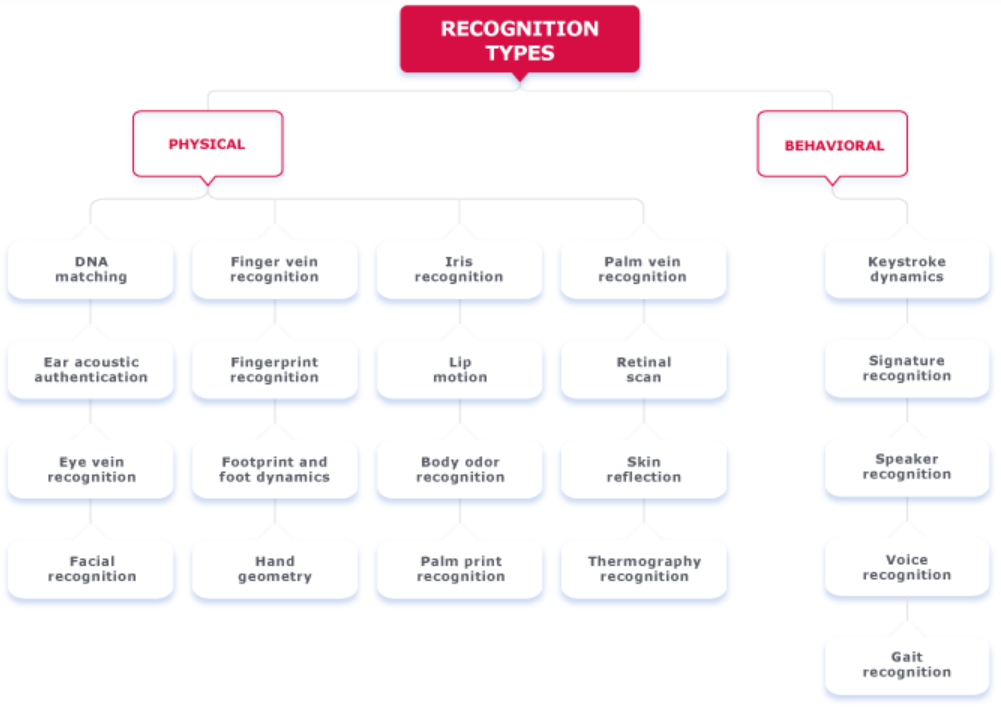 RECOGNITION
TYPES
PHYSICAL
BEHAVIORAL
DNA
matching
Finger vein
recognition
Iris
recognition
Palm vein
recognition
Keystroke
dynamics
Ear acoustic
authentication
Fingerprint
recognition
Lip
motion
Retinal
scan
Signature
recognition
Eye vein
recognition
Footprint and
foot dynamics
Body odor
recognition
Skin
reflection
Speaker
recognition
Facial
recognition
Hand
geometry
Palm print
recognition
Thermography
recognition
Voice
recognition
Gait
recognition